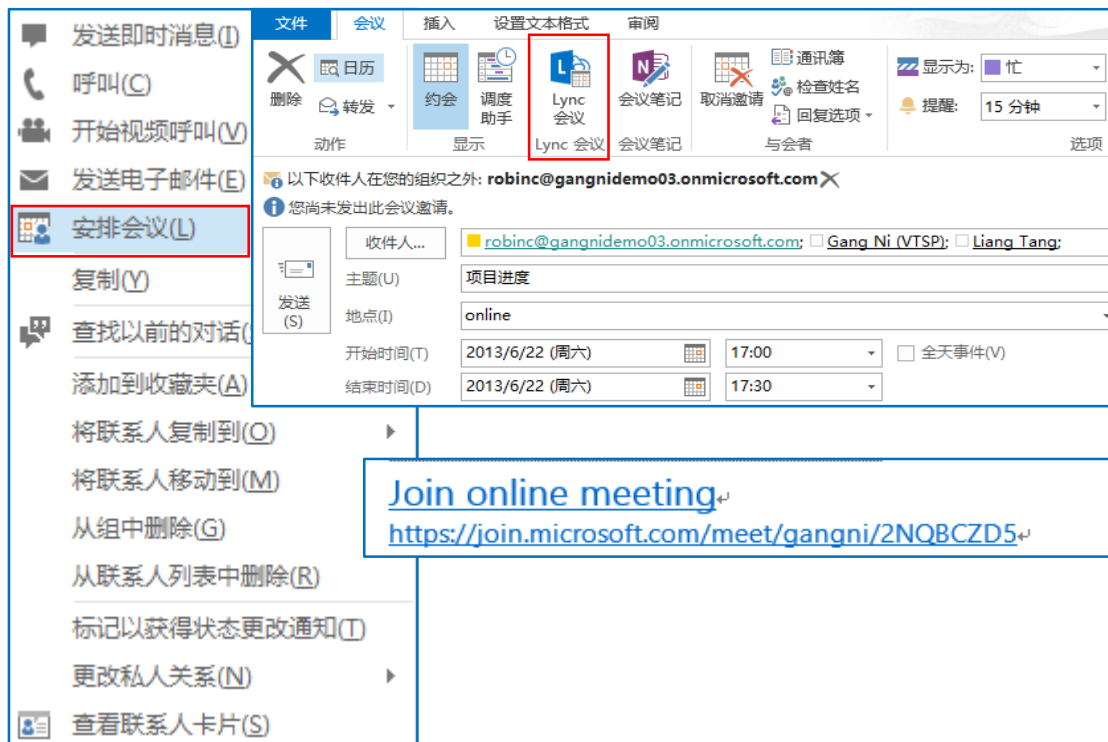 发送即时消息(I)
呼叫(C)
开始视频呼叫(V)
发送电子邮件(E)
安排会议(L)
复制(Y)
查找以前的对话(
添加到收藏夹(A)
将联系人复制到(O)
将联系人移动到(M)
从组中删除(G)
从联系人列表中删除(R)
标记以获得状态更改通知(T)
更改私人关系(N)
查看联系人卡片(S)
文件 会议 插入 设置文本格式 审阅
删除
日历
转发
动作
约会
调度
助手
显示
Lync
会议
Lync 会议
会议笔记
会议笔记
取消邀请
通讯簿
检查姓名
回复选项
与会者
显示为: 忙
提醒: 15 分钟
选项
以下收件人在您的组织之外: robinc@gangnidemo03.onmicrosoft.com
您尚未发出此会议邀请。
发送
(S)
收件人... robinc@gangnidemo03.onmicrosoft.com; Gang Ni (VTSP); Liang Tang;
主题(U) 项目进度
地点(I) online
开始时间(T) 2013/6/22 (周六) 17:00 全天事件(V)
结束时间(D) 2013/6/22 (周六) 17:30
Join online meeting
https://join.microsoft.com/meet/gangni/2NQBCZD5